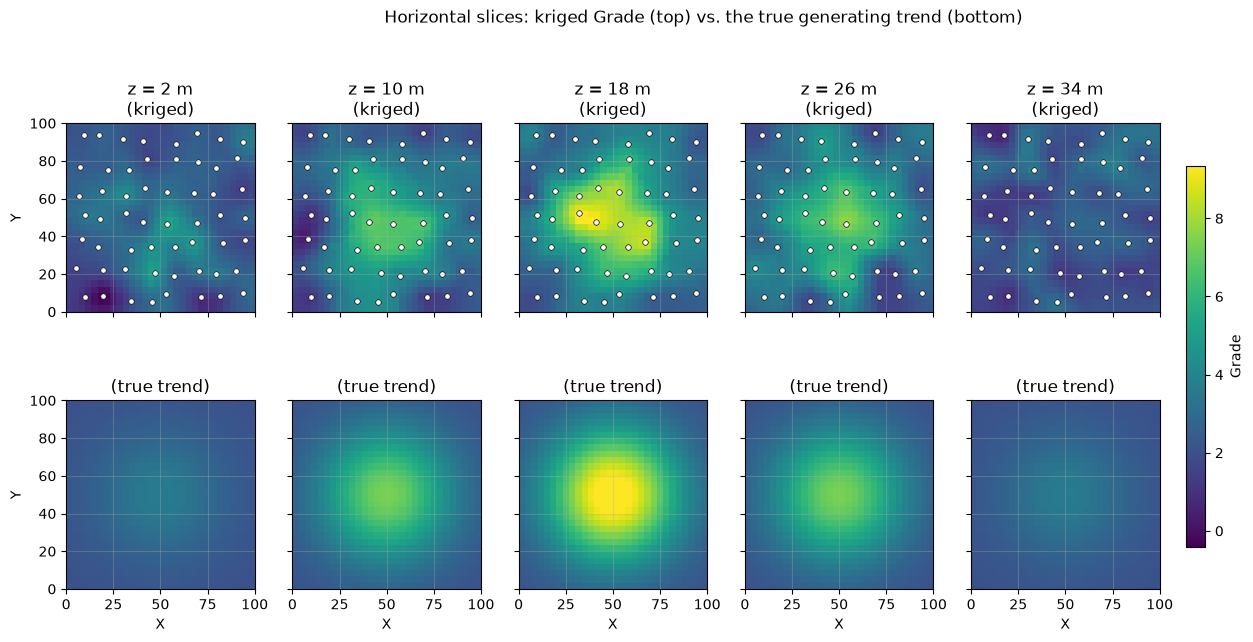 Horizontal slices: kriged Grade (top) vs. the true generating trend (bottom)
z = 2 m
(kriged)
z = 10 m
(kriged)
z = 18 m
(kriged)
z = 26 m
(kriged)
z = 34 m
(kriged)
100
80
60
40
20
0
Y
(true trend)
(true trend)
(true trend)
(true trend)
(true trend)
100
80
60
40
20
0
Y
0 25 50 75 100
0 25 50 75 100
0 25 50 75 100
0 25 50 75 100
0 25 50 75 100
X
X
X
X
X
8
6
4
2
0
Grade